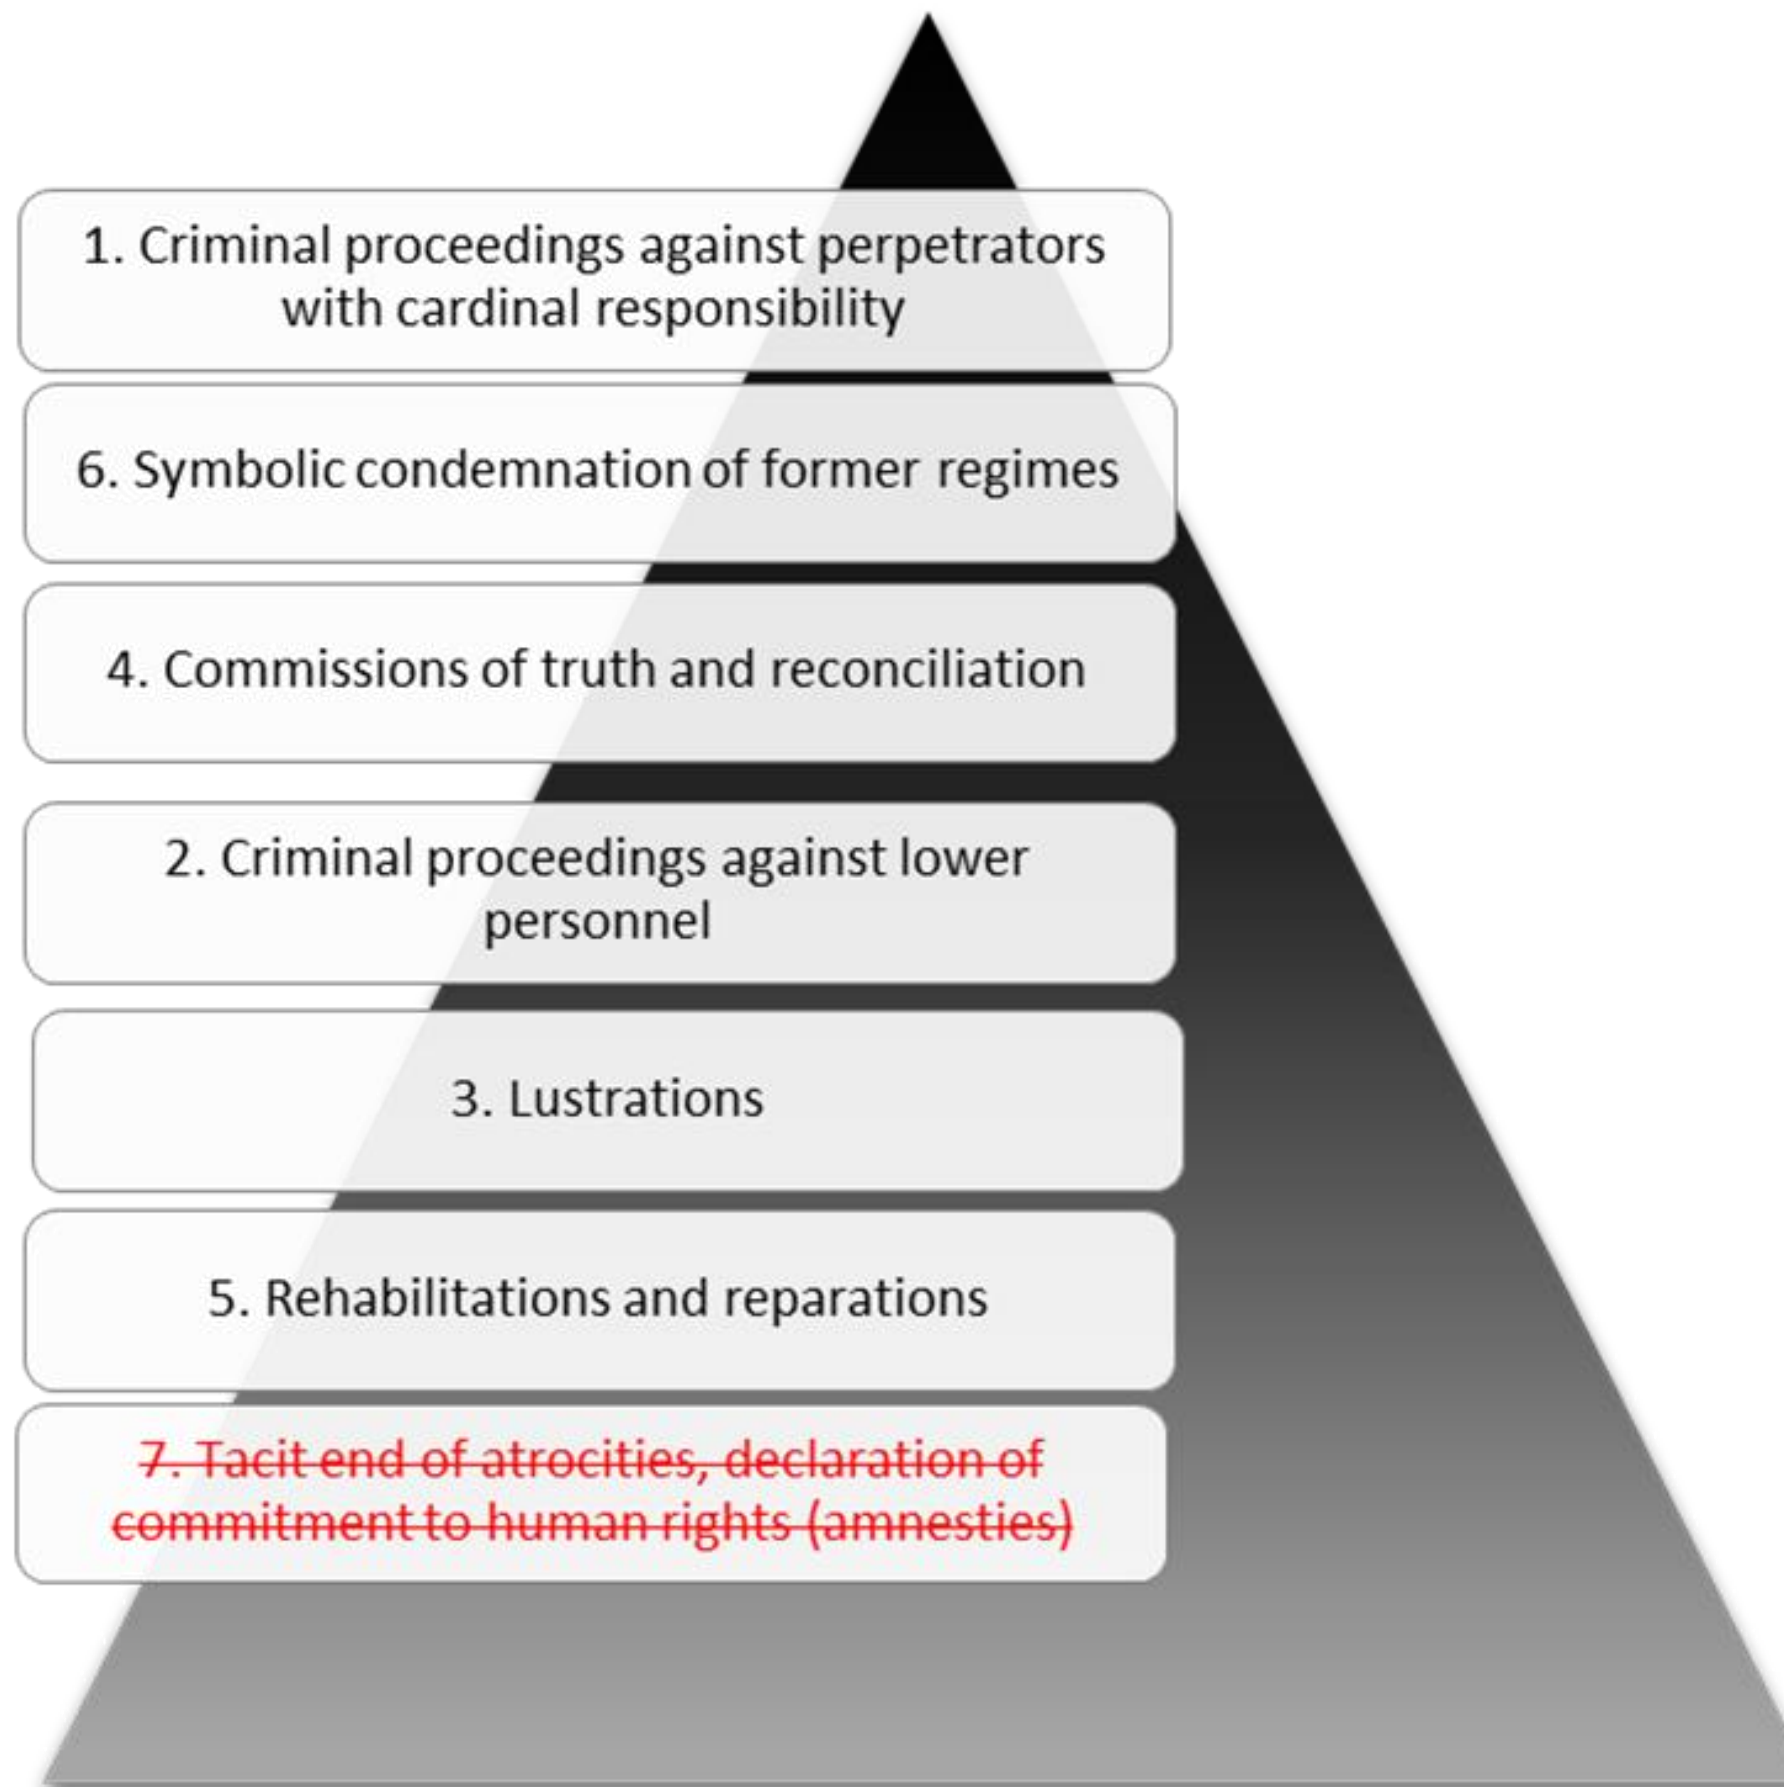 1. Criminal proceedings against perpetrators
with cardinal responsibility
6. Symbolic condemnation of former regimes
4. Commissions of truth and reconciliation
2. Criminal proceedings against lower
personnel
3. Lustrations
5. Rehabilitations and reparations
7. Tacit end of atrocities, declaration of
commitment to human rights (amnesties)